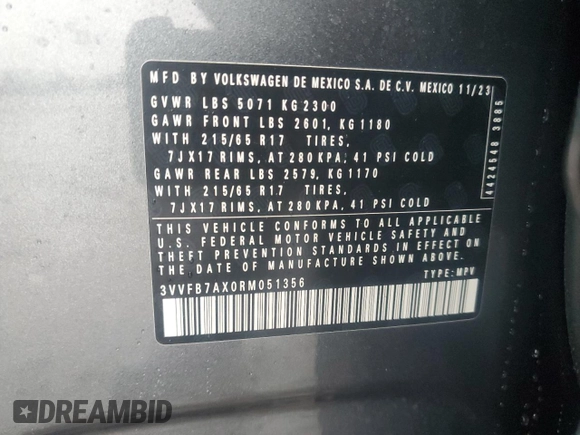 MFD BY VOLKSWAGEN DE MEXICO S.A. DE C.V. MEXICO 11/23
GVWR LBS 5071 KG 2300
GAWR FRONT LBS 2601, KG 1180
WITH 215/65 R17 TIRES,
7JX17 RIMS, AT 280 KPA, 41 PSI COLD
GAWR REAR LBS 2579, KG 1170
WITH 215/65 R17 TIRES,
7JX17 RIMS, AT 280 KPA, 41 PSI COLD
THIS VEHICLE CONFORMS TO ALL APPLICABLE
U.S. FEDERAL MOTOR VEHICLE SAFETY AND
THEFT PREVENTION STANDARDS IN EFFECT ON
THE DATE OF MANUFACTURE SHOWN ABOVE.
3VVFB7AX0RM051356 TYPE: MPV
4424548 3885
DREAMBID